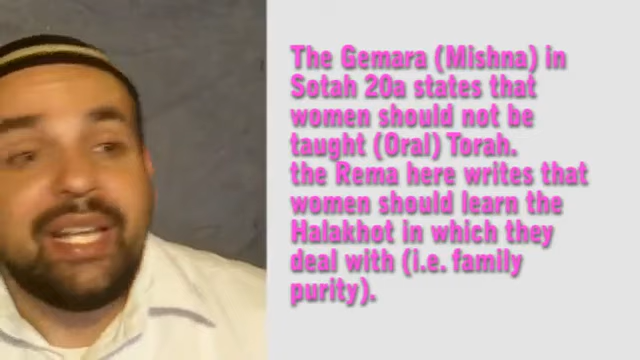 The Gemara (Mishna) in
Sotah 20a states that
women should not be
taught (Oral) Torah.
the Rema here writes that
women should learn the
Halakhot in which they
deal with (i.e. family
purity).